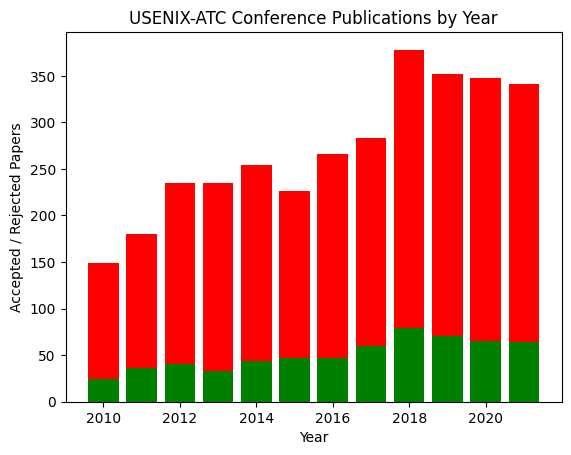 USENIX-ATC Conference Publications by Year
Accepted / Rejected Papers
350
300
250
200
150
100
50
0
2010 2012 2014 2016 2018 2020
Year